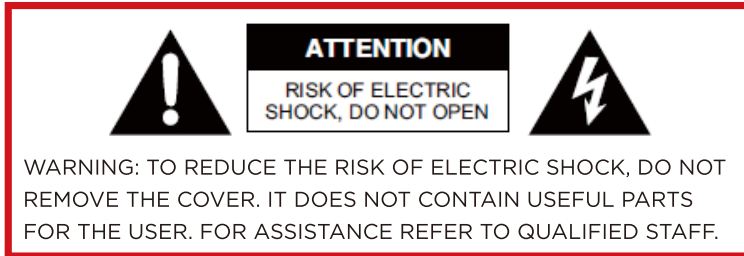 ATTENTION
RISK OF ELECTRIC
SHOCK, DO NOT OPEN
WARNING: TO REDUCE THE RISK OF ELECTRIC SHOCK, DO NOT
REMOVE THE COVER. IT DOES NOT CONTAIN USEFUL PARTS
FOR THE USER. FOR ASSISTANCE REFER TO QUALIFIED STAFF.